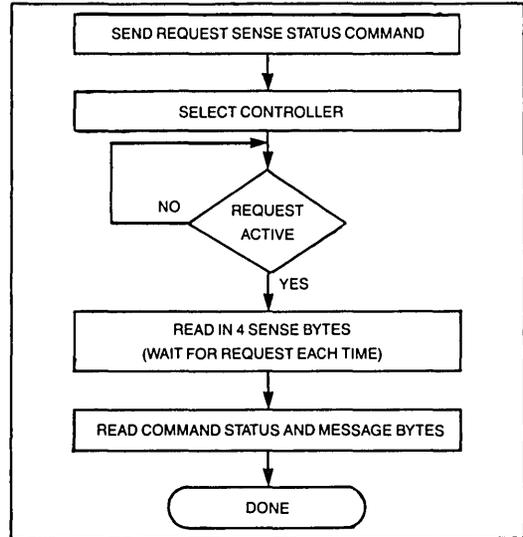 SEND REQUEST SENSE STATUS COMMAND
SELECT CONTROLLER
NO
REQUEST
ACTIVE
YES
READ IN 4 SENSE BYTES
(WAIT FOR REQUEST EACH TIME)
READ COMMAND STATUS AND MESSAGE BYTES
DONE